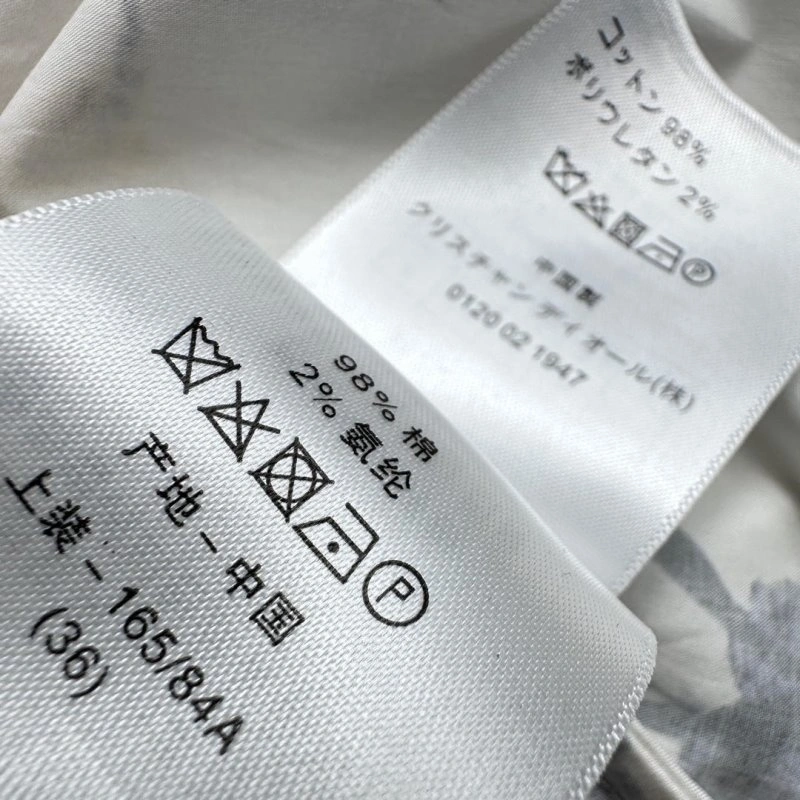 コットン 98%
ポリウレタン 2%
中国製
クリスチャン ディオール(株)
0120 02 1947
98% 棉
2% 氨纶
P
产地 - 中国
上装 - 165/84A
(36)